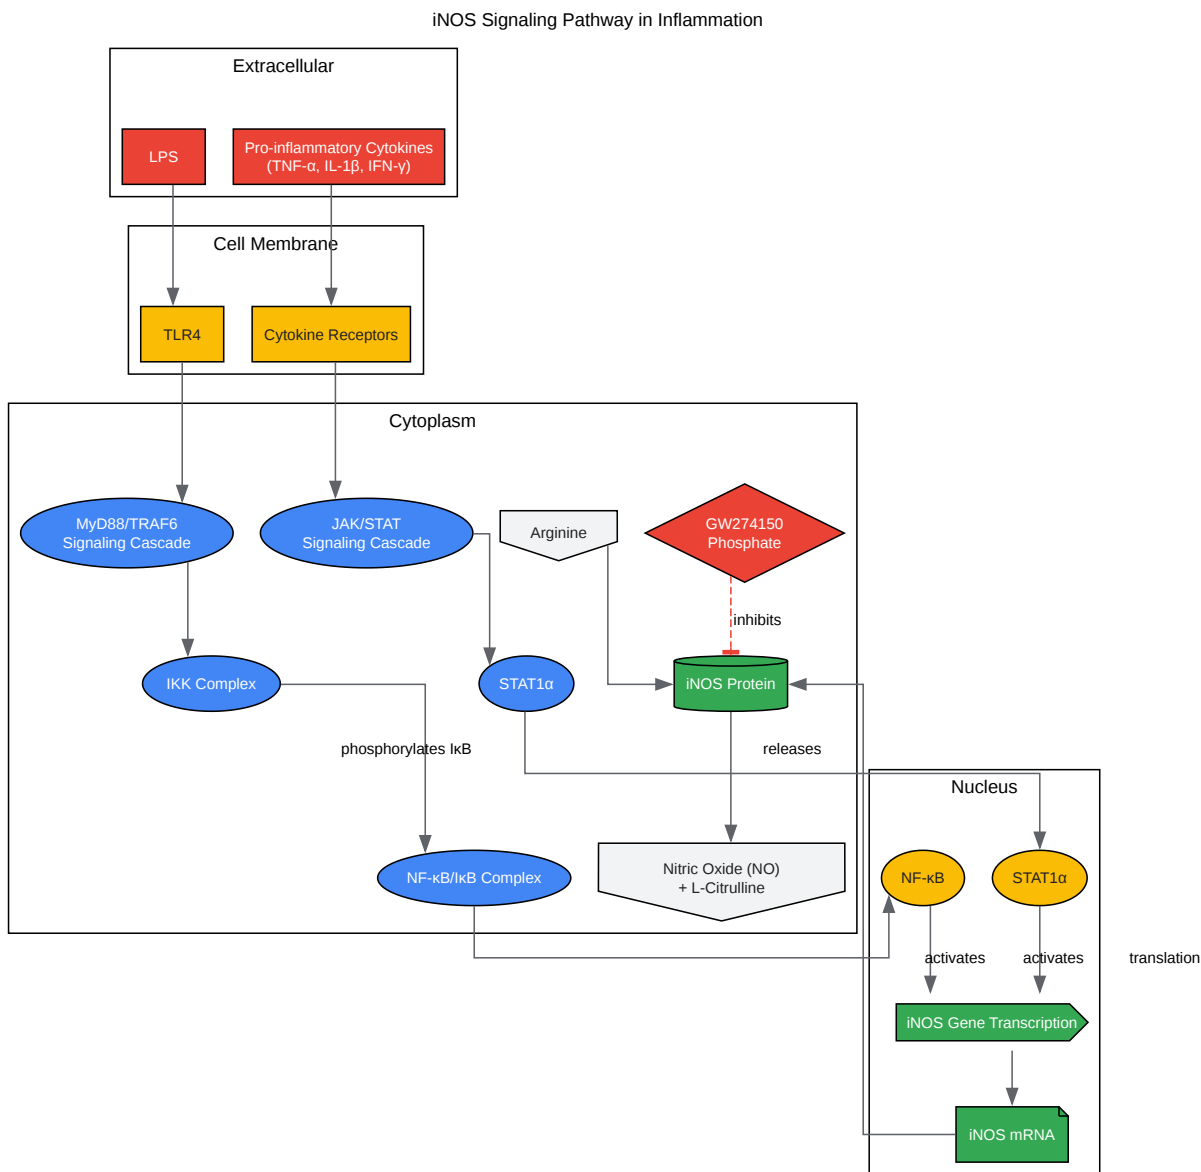 iNOS Signaling Pathway in Inflammation
Extracellular
LPS
Pro-inflammatory Cytokines
(TNF-α, IL-1β, IFN-γ)
Cell Membrane
TLR4
Cytokine Receptors
Cytoplasm
MyD88/TRAF6
Signaling Cascade
JAK/STAT
Signaling Cascade
Arginine
GW274150
Phosphate
inhibits
IKK Complex
STAT1α
iNOS Protein
phosphorylates IκB
releases
Nucleus
NF-κB/IκB Complex
Nitric Oxide (NO)
+ L-Citrulline
NF-κB
STAT1α
activates
activates
translation
iNOS Gene Transcription
iNOS mRNA